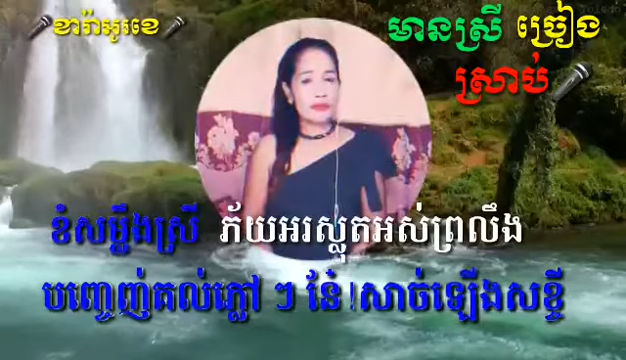 ខារ៉ាអូរខេ
មានស្រី ច្រៀង
ស្រាប់
ខំសម្លឹងស្រី ភ័យអរស្លុតអស់ព្រលឹង
បញ្ចេញគល់ភ្លៅ ៗ នែ៎!សាច់ឡើងសខ្ចី